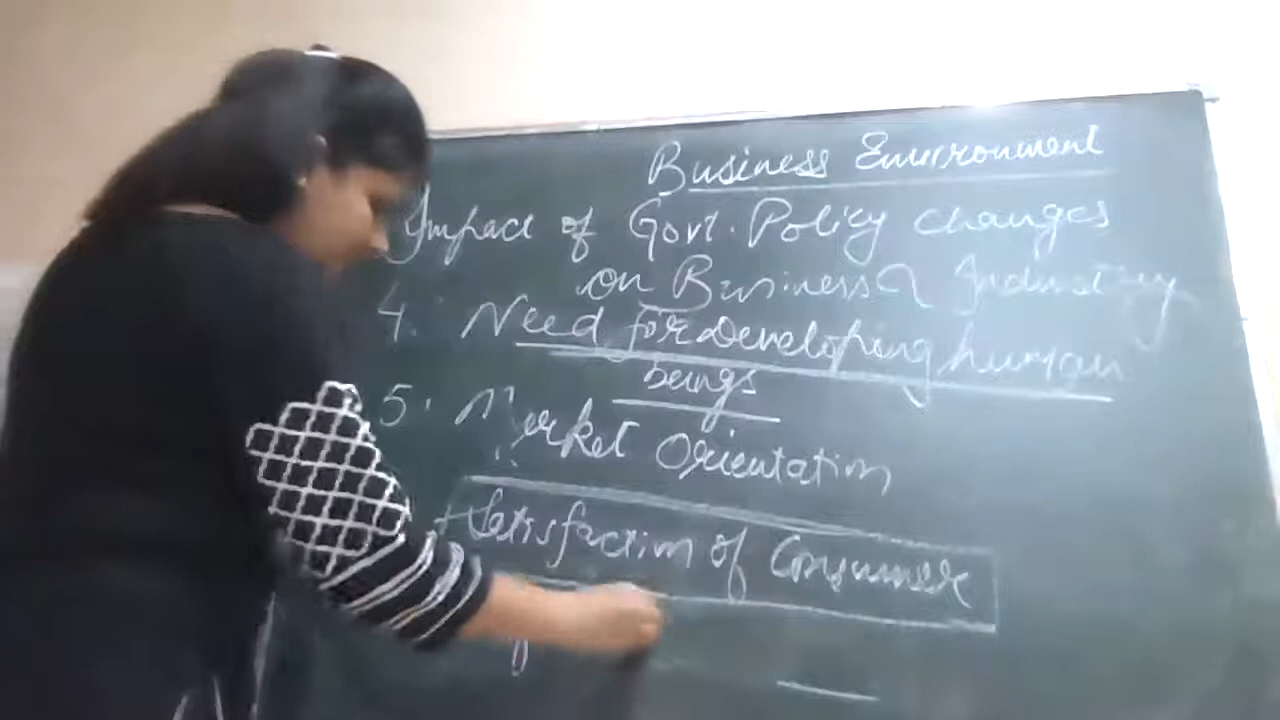 Business Environment
Impact of Govt. Policy changes
on Business & Industry
4. Need for Developing human
beings
5. Market Orientation
Satisfaction of Consumer